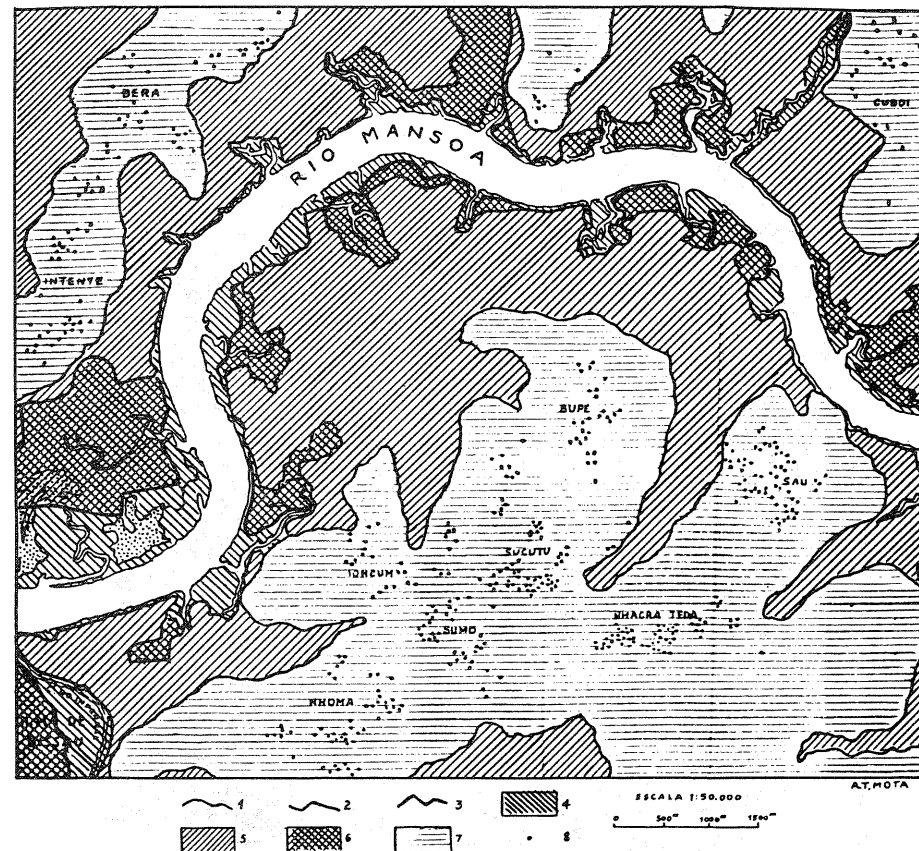 BERA
RIO MANSOA
CUBOI
INTENTE
BUPE
SAU
SUCUTU
SUMO
NHACRA TEDA
NHOMA
A.T. MOTA
1 2 3 4
ESCALA 1:50.000
0 500m 1000m 1500m
5 6 7 8